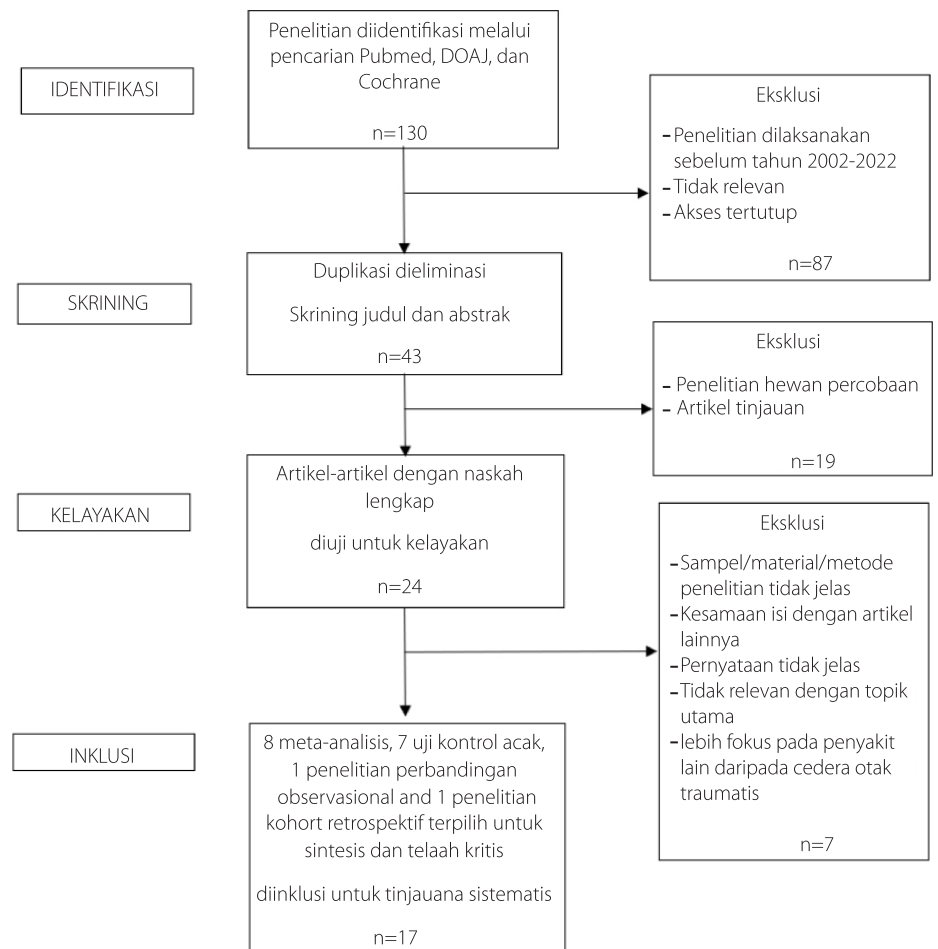 IDENTIFIKASI
Penelitian diidentifikasi melalui
pencarian Pubmed, DOAJ, dan
Cochrane
n=130
Eksklusi
-Penelitian dilaksanakan
sebelum tahun 2002-2022
-Tidak relevan
-Akses tertutup
n=87
SKRINING
Duplikasi dieliminasi
Skrining judul dan abstrak
n=43
Eksklusi
- Penelitian hewan percobaan
- Artikel tinjauan
n=19
KELAYAKAN
Artikel-artikel dengan naskah
lengkap
diuji untuk kelayakan
n=24
Eksklusi
-Sampel/material/metode
penelitian tidak jelas
-Kesamaan isi dengan artikel
lainnya
-Pernyataan tidak jelas
-Tidak relevan dengan topik
utama
-lebih fokus pada penyakit
lain daripada cedera otak
traumatis
n=7
INKLUSI
8 meta-analisis, 7 uji kontrol acak,
1 penelitian perbandingan
observasional and 1 penelitian
kohort retrospektif terpilih untuk
sintesis dan telaah kritis
diinklusi untuk tinjauana sistematis
n=17